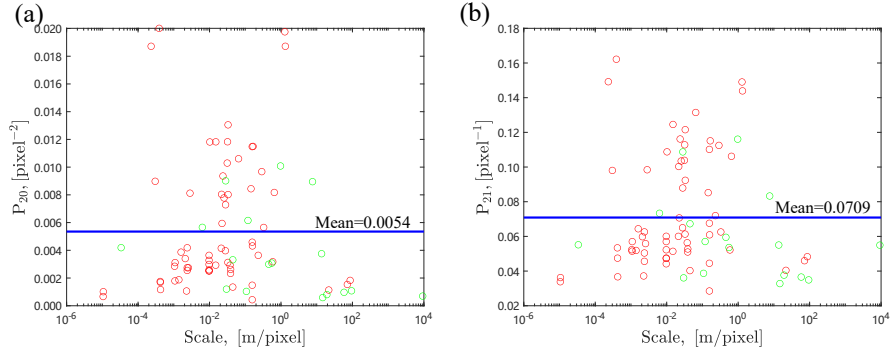 (a)
0.020
0.018
0.016
0.014
0.012
0.010
0.008
0.006
0.004
0.002
0.000
P₂₀, [pixel⁻²]
Mean=0.0054
10⁻⁶ 10⁻⁴ 10⁻² 10⁰ 10² 10⁴
Scale, [m/pixel]
(b)
0.18
0.16
0.14
0.12
0.10
0.08
0.06
0.04
0.02
P₂₁, [pixel⁻¹]
Mean=0.0709
10⁻⁶ 10⁻⁴ 10⁻² 10⁰ 10² 10⁴
Scale, [m/pixel]